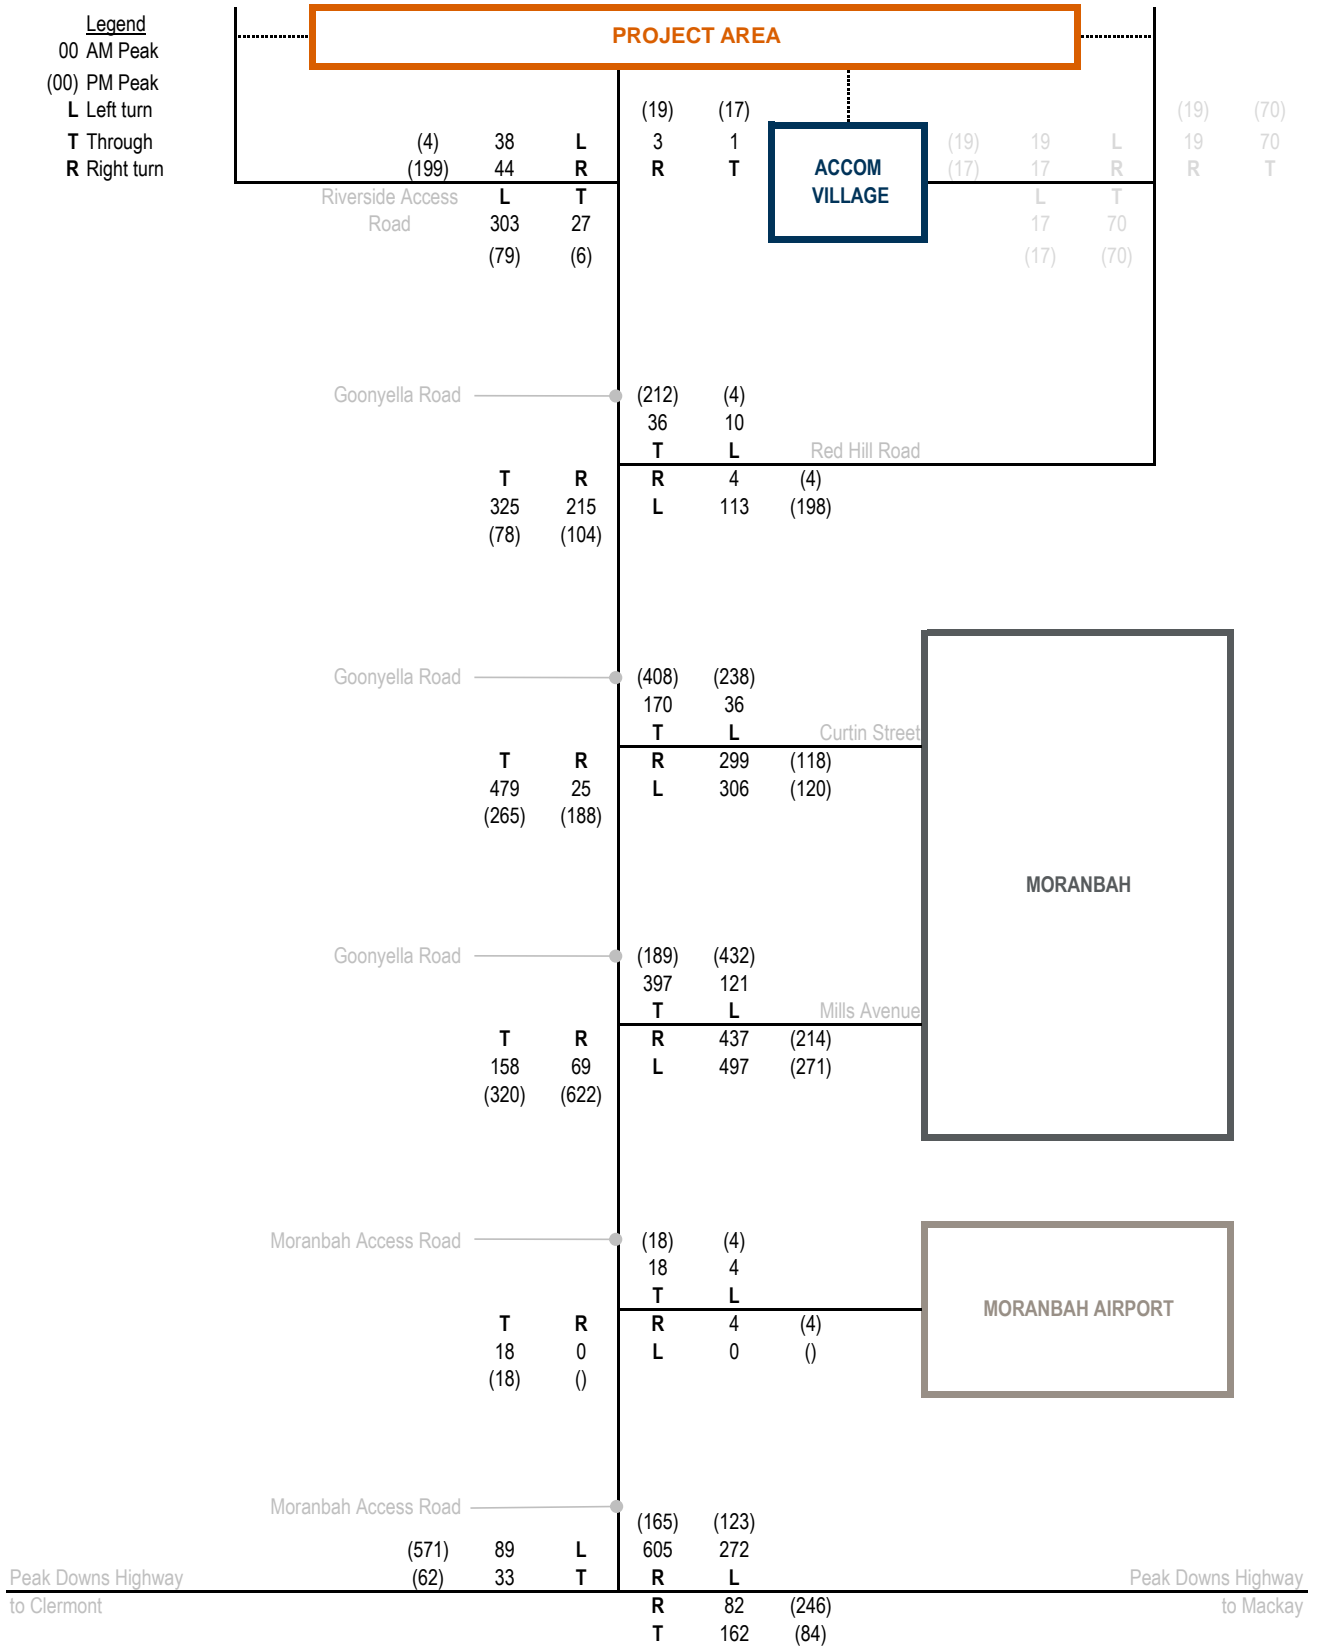 Legend
00 AM Peak
(00) PM Peak
L Left turn
T Through
R Right turn
PROJECT AREA
(19) (17) (19) (70)
(4) 38 L 3 1 (19) 19 L 19 70
(199) 44 R R T (17) 17 R R T
ACCOM
VILLAGE
Riverside Access L T L T
Road 303 27 17 70
(79) (6) (17) (70)
Goonyella Road (212) (4)
36 10
T L Red Hill Road
T R R 4 (4)
325 215 L 113 (198)
(78) (104)
Goonyella Road (408) (238)
170 36
T L Curtin Street
T R R 299 (118)
479 25 L 306 (120)
(265) (188)
MORANBAH
Goonyella Road (189) (432)
397 121
T L Mills Avenue
T R R 437 (214)
158 69 L 497 (271)
(320) (622)
Moranbah Access Road (18) (4)
18 4
T L
MORANBAH AIRPORT
T R R 4 (4)
18 0 L 0 ()
(18) ()
Moranbah Access Road
(165) (123)
(571) 89 L 605 272
Peak Downs Highway (62) 33 T R L Peak Downs Highway
to Clermont R 82 (246) to Mackay
T 162 (84)